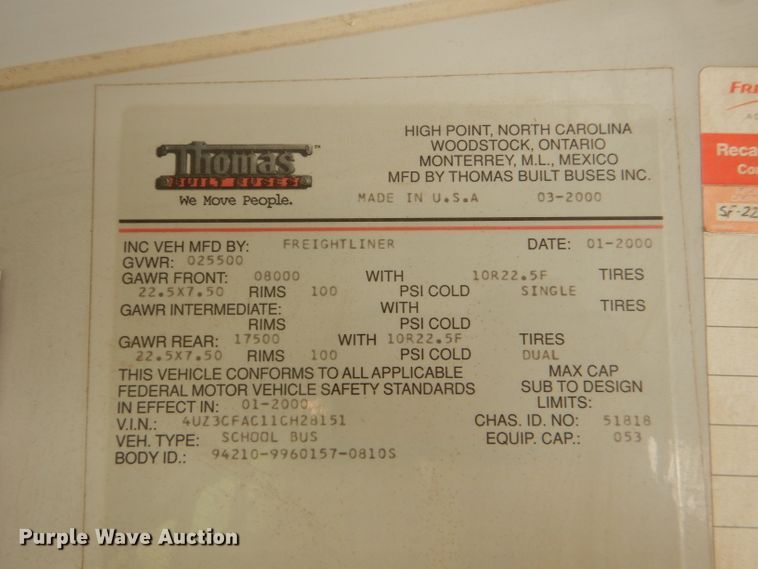 Thomas™
BUILT BUSES
We Move People.
HIGH POINT, NORTH CAROLINA
WOODSTOCK, ONTARIO
MONTERREY, M.L., MEXICO
MFD BY THOMAS BUILT BUSES INC.
MADE IN U.S.A 03-2000
INC VEH MFD BY: FREIGHTLINER DATE: 01-2000
GVWR: 025500
GAWR FRONT: 08000 WITH 10R22.5F TIRES
22.5X7.50 RIMS 100 PSI COLD SINGLE
GAWR INTERMEDIATE: WITH TIRES
RIMS PSI COLD
GAWR REAR: 17500 WITH 10R22.5F TIRES
22.5X7.50 RIMS 100 PSI COLD DUAL
THIS VEHICLE CONFORMS TO ALL APPLICABLE MAX CAP
FEDERAL MOTOR VEHICLE SAFETY STANDARDS SUB TO DESIGN
IN EFFECT IN: 01-2000 LIMITS:
V.I.N.: 4UZ3CFAC11CH28151 CHAS. ID. NO: 51818
VEH. TYPE: SCHOOL BUS EQUIP. CAP.: 053
BODY ID.: 94210-9960157-0810S
SF-22
Purple Wave Auction